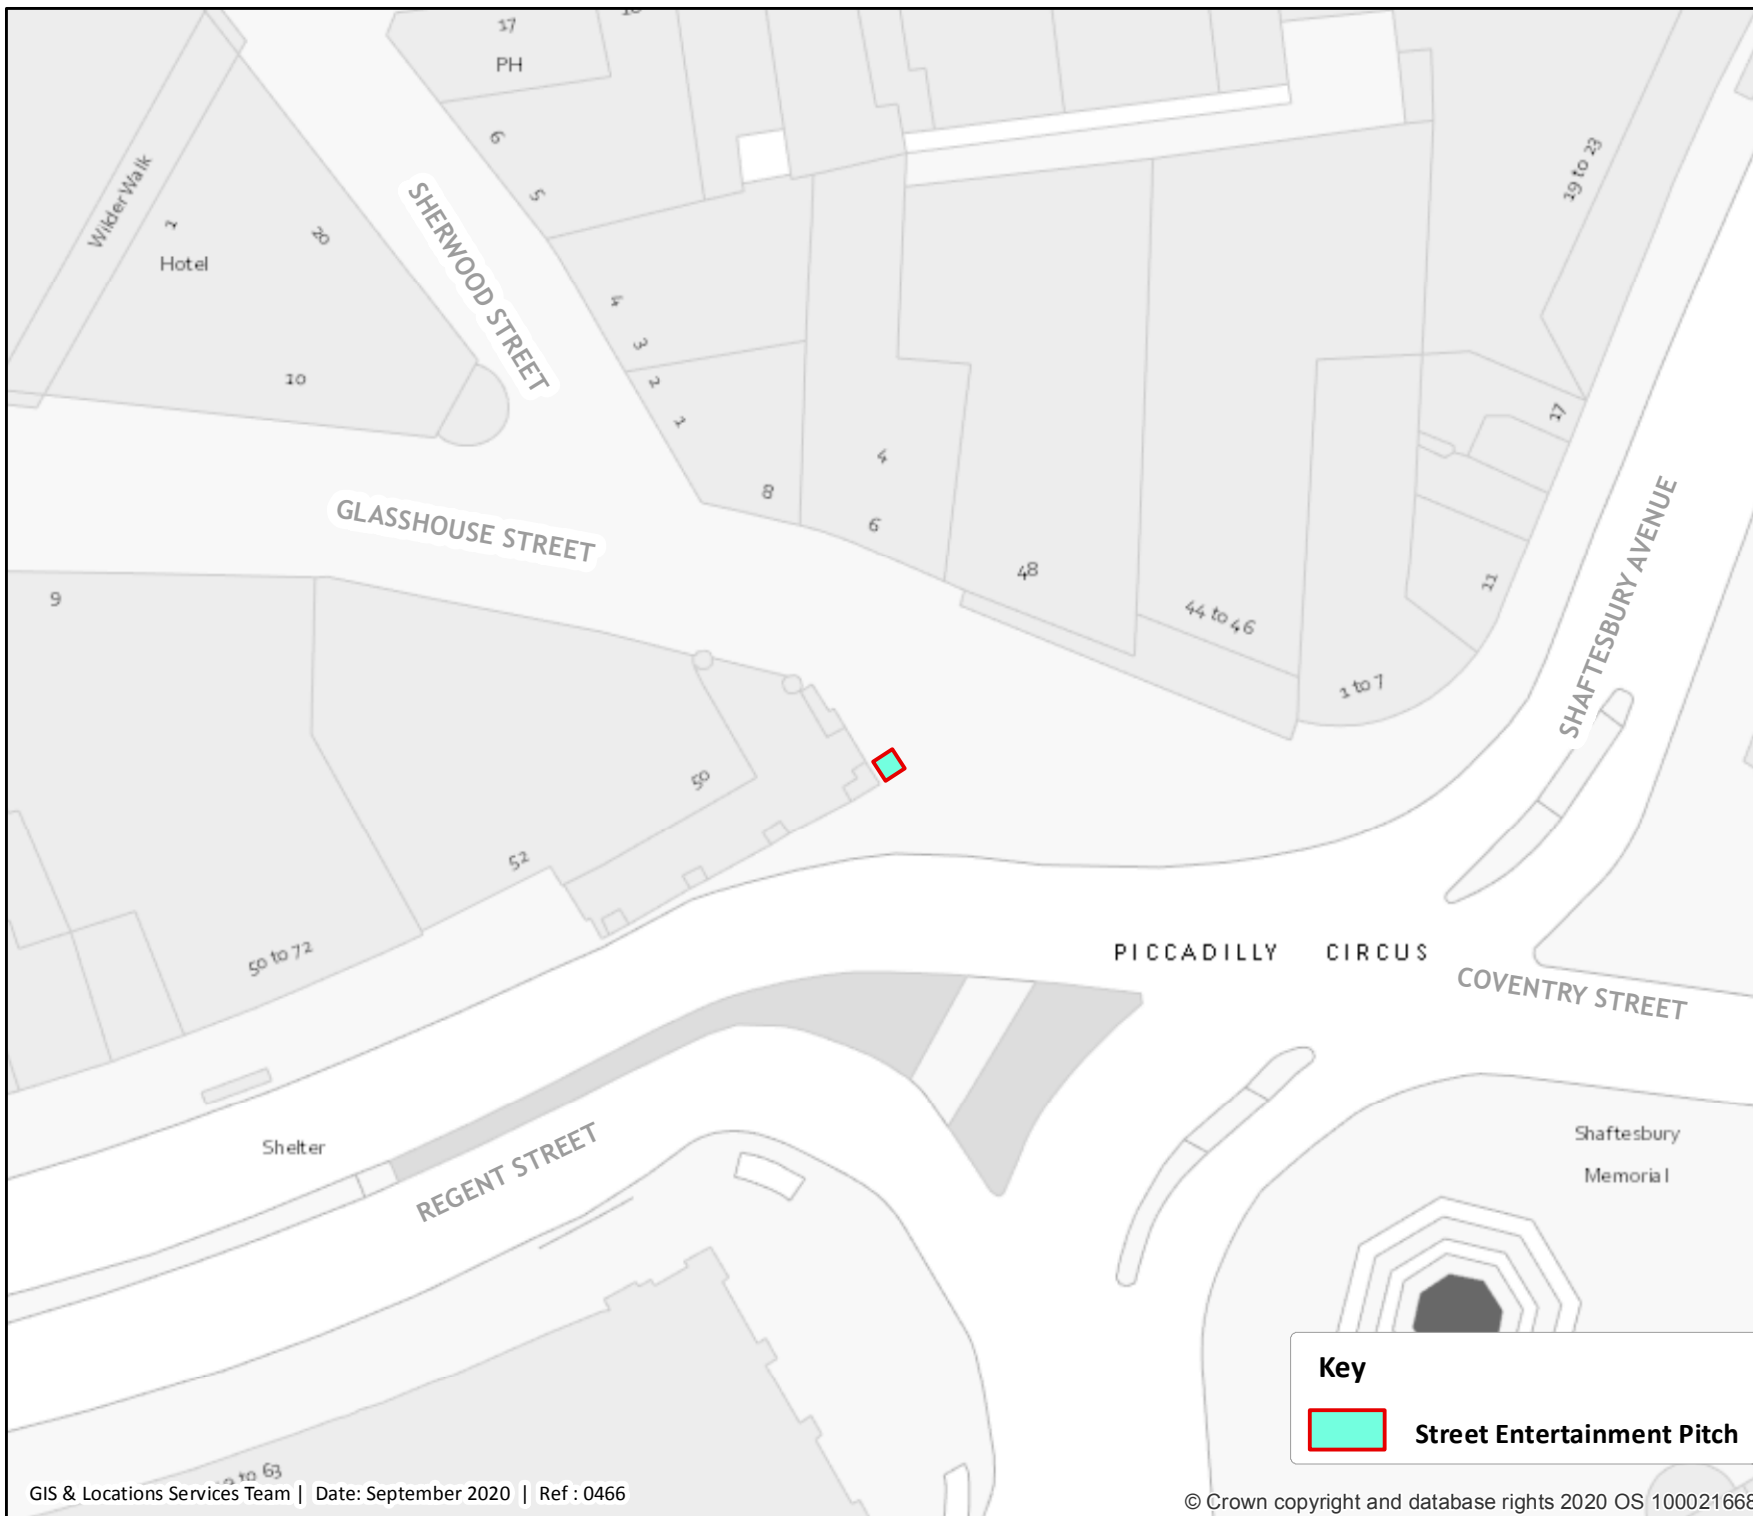 17
PH
6
5
19 to 23
Wilder Walk
1
20
Hotel
SHERWOOD STREET
4
3
2
1
10
17
4
8
6
GLASSHOUSE STREET
48
11
9
44 to 46
SHAFTESBURY AVENUE
1 to 7
50
52
50 to 72
PICCADILLY CIRCUS
COVENTRY STREET
Shelter
REGENT STREET
Shaftesbury
Memorial
to 63
Key
Street Entertainment Pitch
GIS & Locations Services Team | Date: September 2020 | Ref : 0466
© Crown copyright and database rights 2020 OS 100021668